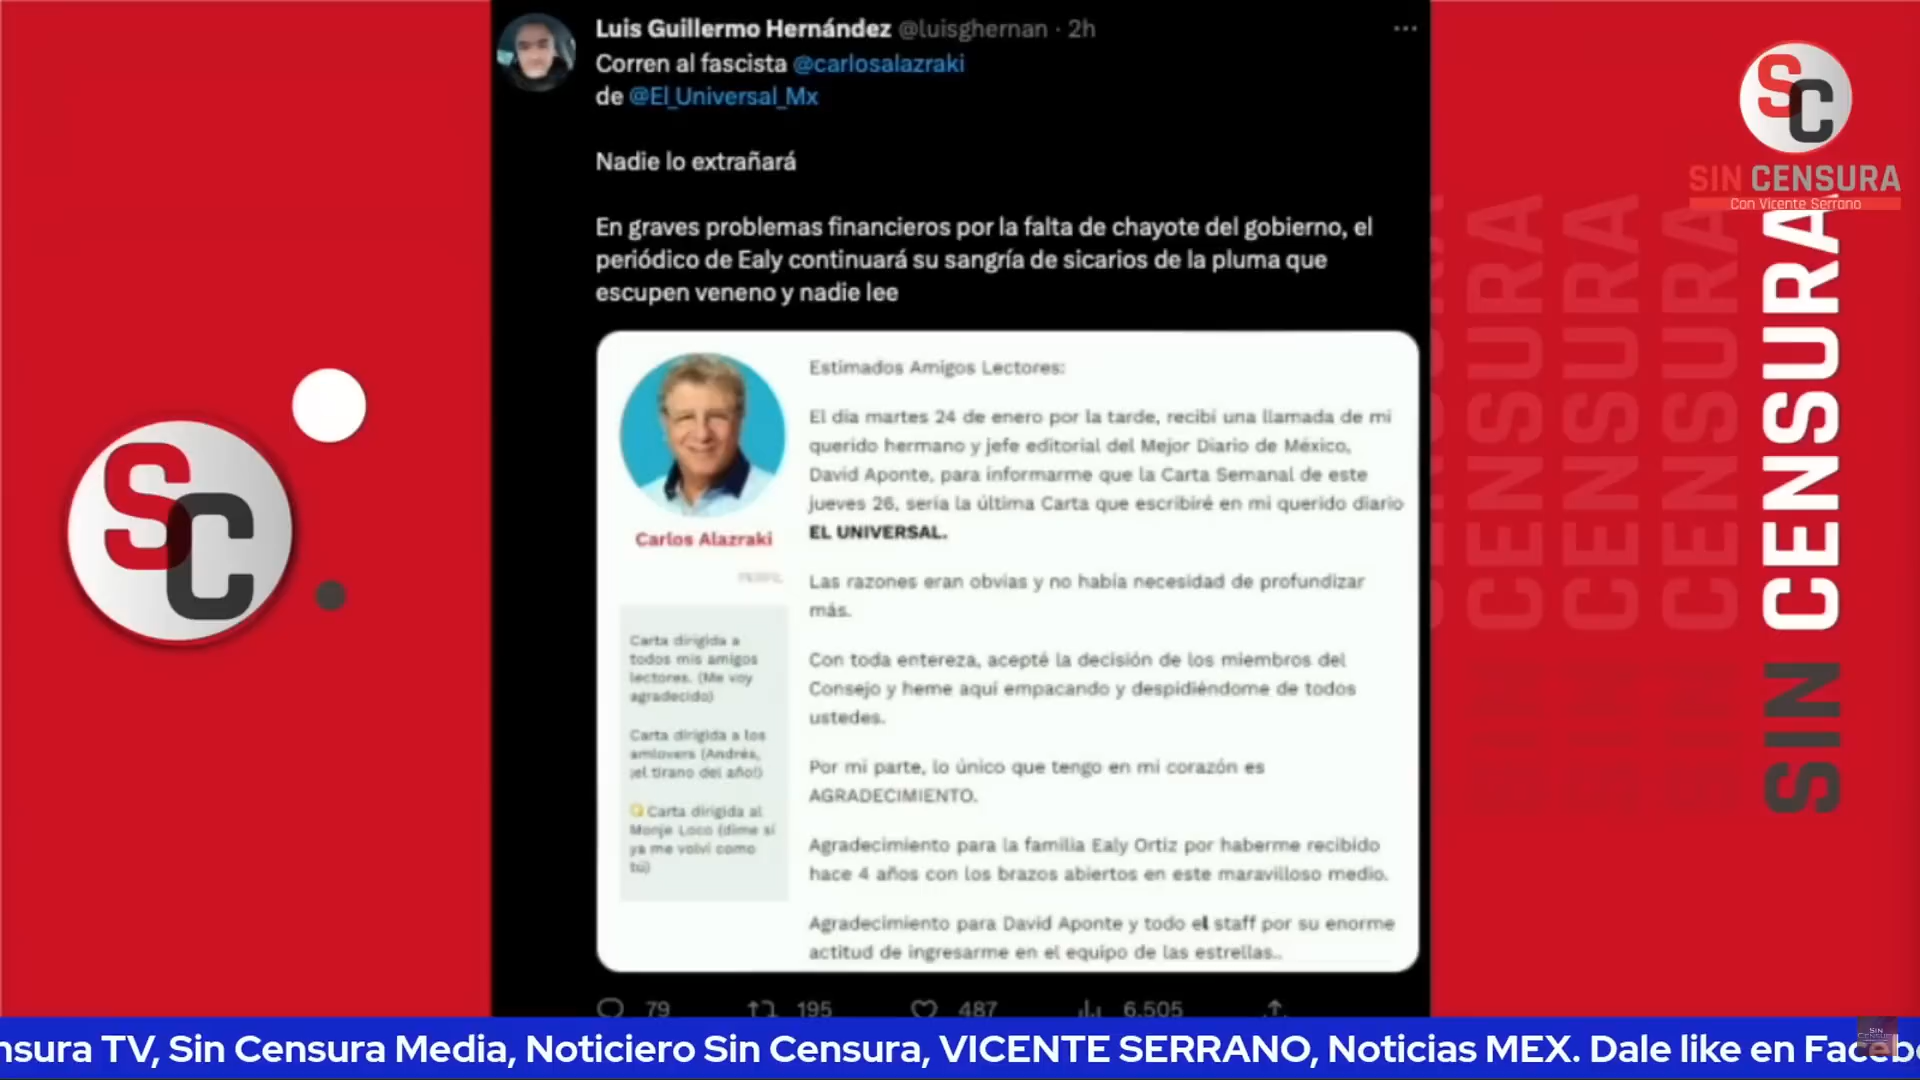 Luis Guillermo Hernández @luisghernan · 2h
Corren al fascista @carlosalazraki
de @El_Universal_Mx
Nadie lo extrañará
En graves problemas financieros por la falta de chayote del gobierno, el
periódico de Ealy continuará su sangría de sicarios de la pluma que
escupen veneno y nadie lee
Carlos Alazraki
PERFIL
Carta dirigida a
todos mis amigos
lectores. (Me voy
agradecido)
Carta dirigida a los
amlovers (Andrés,
¡el tirano del año!)
Carta dirigida al
Monje Loco (dime si
ya me volví como
tú)
Estimados Amigos Lectores:
El día martes 24 de enero por la tarde, recibí una llamada de mi
querido hermano y jefe editorial del Mejor Diario de México,
David Aponte, para informarme que la Carta Semanal de este
jueves 26, sería la última Carta que escribiré en mi querido diario
EL UNIVERSAL.
Las razones eran obvias y no había necesidad de profundizar
más.
Con toda entereza, acepté la decisión de los miembros del
Consejo y heme aquí empacando y despidiéndome de todos
ustedes.
Por mi parte, lo único que tengo en mi corazón es
AGRADECIMIENTO.
Agradecimiento para la familia Ealy Ortiz por haberme recibido
hace 4 años con los brazos abiertos en este maravilloso medio.
Agradecimiento para David Aponte y todo el staff por su enorme
actitud de ingresarme en el equipo de las estrellas..
79 195 487 6,505
SC
SC
SIN CENSURA
Con Vicente Serrano
SIN CENSURA
CENSURA
CENSURA
CENSURA
nsura TV, Sin Censura Media, Noticiero Sin Censura, VICENTE SERRANO, Noticias MEX. Dale like en Facebo